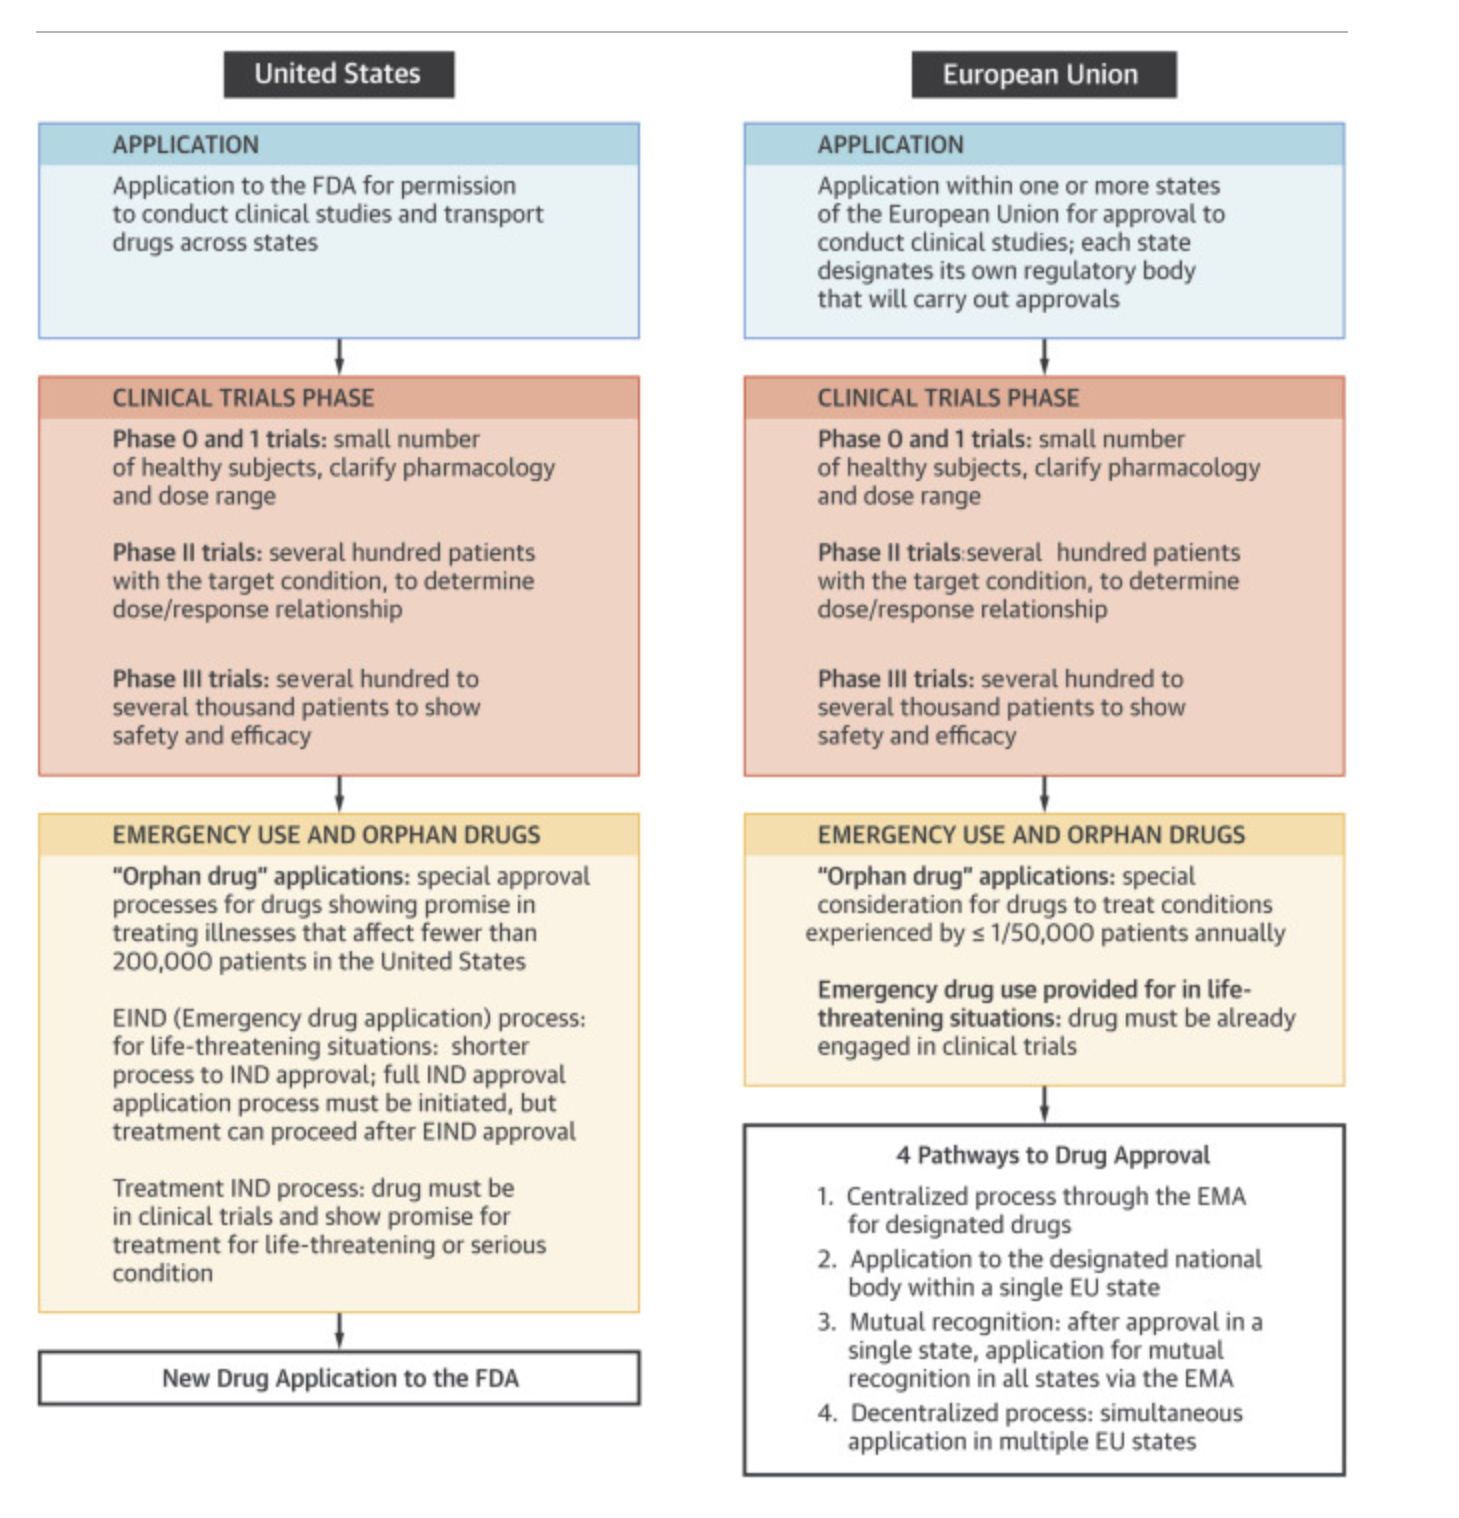 United States
APPLICATION
Application to the FDA for permission
to conduct clinical studies and transport
drugs across states
CLINICAL TRIALS PHASE
Phase 0 and 1 trials: small number
of healthy subjects, clarify pharmacology
and dose range
Phase II trials: several hundred patients
with the target condition, to determine
dose/response relationship
Phase III trials: several hundred to
several thousand patients to show
safety and efficacy
EMERGENCY USE AND ORPHAN DRUGS
“Orphan drug” applications: special approval
processes for drugs showing promise in
treating illnesses that affect fewer than
200,000 patients in the United States
EIND (Emergency drug application) process:
for life-threatening situations: shorter
process to IND approval; full IND approval
application process must be initiated, but
treatment can proceed after EIND approval
Treatment IND process: drug must be
in clinical trials and show promise for
treatment for life-threatening or serious
condition
New Drug Application to the FDA
European Union
APPLICATION
Application within one or more states
of the European Union for approval to
conduct clinical studies; each state
designates its own regulatory body
that will carry out approvals
CLINICAL TRIALS PHASE
Phase 0 and 1 trials: small number
of healthy subjects, clarify pharmacology
and dose range
Phase II trials:several hundred patients
with the target condition, to determine
dose/response relationship
Phase III trials: several hundred to
several thousand patients to show
safety and efficacy
EMERGENCY USE AND ORPHAN DRUGS
“Orphan drug” applications: special
consideration for drugs to treat conditions
experienced by ≤ 1/50,000 patients annually
Emergency drug use provided for in life-
threatening situations: drug must be already
engaged in clinical trials
4 Pathways to Drug Approval
1. Centralized process through the EMA
for designated drugs
2. Application to the designated national
body within a single EU state
3. Mutual recognition: after approval in a
single state, application for mutual
recognition in all states via the EMA
4. Decentralized process: simultaneous
application in multiple EU states